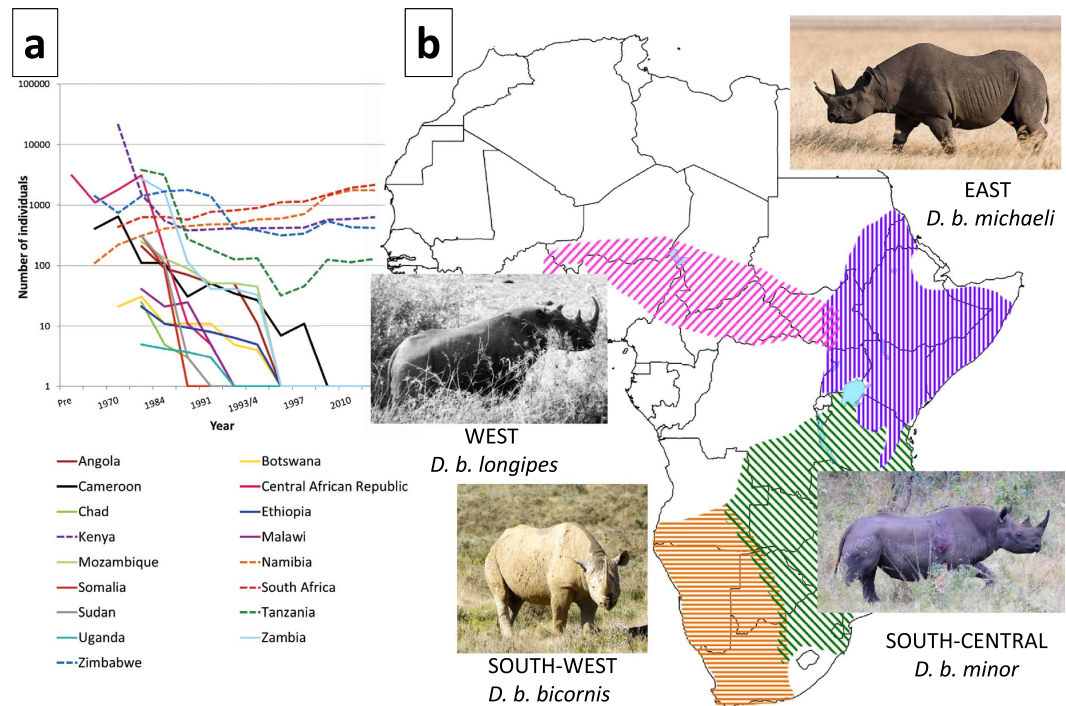 a
b
100000
10000
1000
100
10
1
Number of individuals
Pre
1970
1984
1991
1993/4
1997
2010
Year
Angola
Botswana
Cameroon
Central African Republic
Chad
Ethiopia
Kenya
Malawi
Mozambique
Namibia
Somalia
South Africa
Sudan
Tanzania
Uganda
Zambia
Zimbabwe
EAST
D. b. michaeli
WEST
D. b. longipes
SOUTH-WEST
D. b. bicornis
SOUTH-CENTRAL
D. b. minor